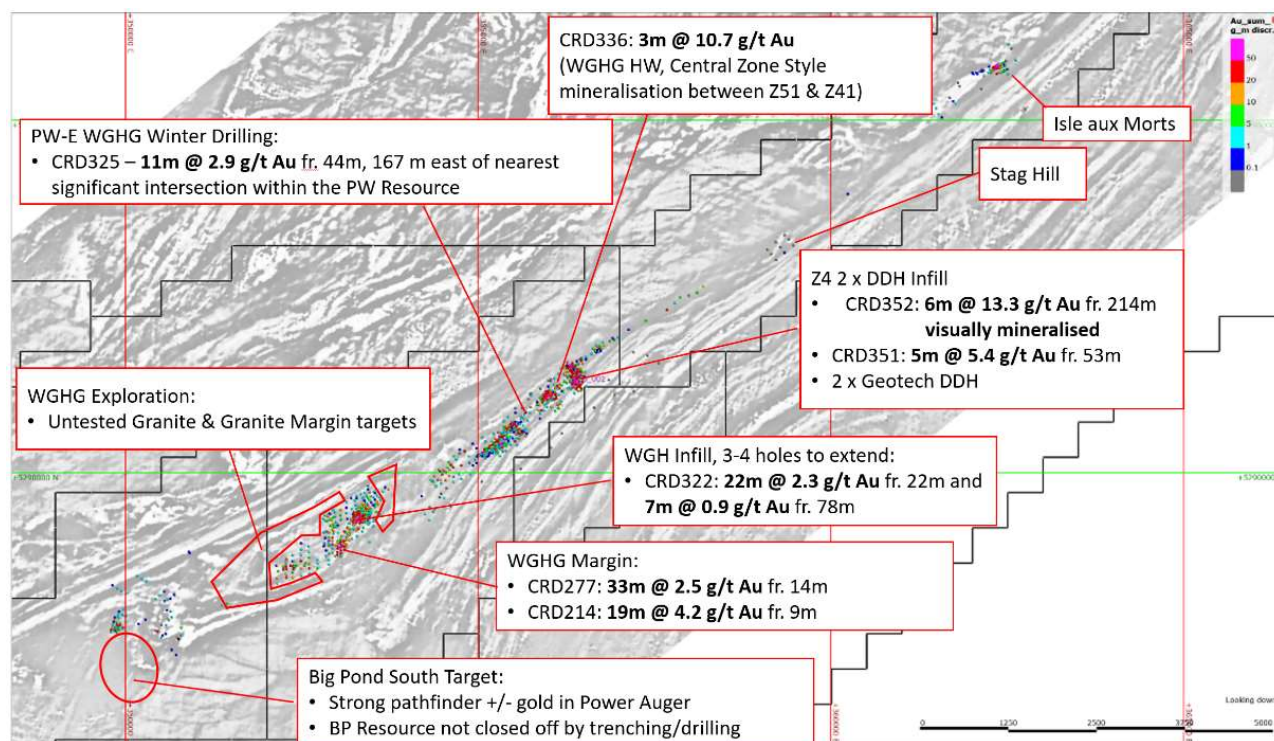 CRD336: 3m @ 10.7 g/t Au
(WGHG HW, Central Zone Style
mineralisation between Z51 & Z41)
Au_sum_
g_m discr.
50
20
10
5
1
0.1
Isle aux Morts
PW-E WGHG Winter Drilling:
• CRD325 – 11m @ 2.9 g/t Au fr. 44m, 167 m east of nearest
significant intersection within the PW Resource
Stag Hill
Z4 2 x DDH Infill
• CRD352: 6m @ 13.3 g/t Au fr. 214m
visually mineralised
• CRD351: 5m @ 5.4 g/t Au fr. 53m
• 2 x Geotech DDH
WGHG Exploration:
• Untested Granite & Granite Margin targets
WGH Infill, 3-4 holes to extend:
• CRD322: 22m @ 2.3 g/t Au fr. 22m and
7m @ 0.9 g/t Au fr. 78m
+5290000 N
WGHG Margin:
• CRD277: 33m @ 2.5 g/t Au fr. 14m
• CRD214: 19m @ 4.2 g/t Au fr. 9m
Big Pond South Target:
• Strong pathfinder +/- gold in Power Auger
• BP Resource not closed off by trenching/drilling
Looking down
0 1250 2500 3750 5000